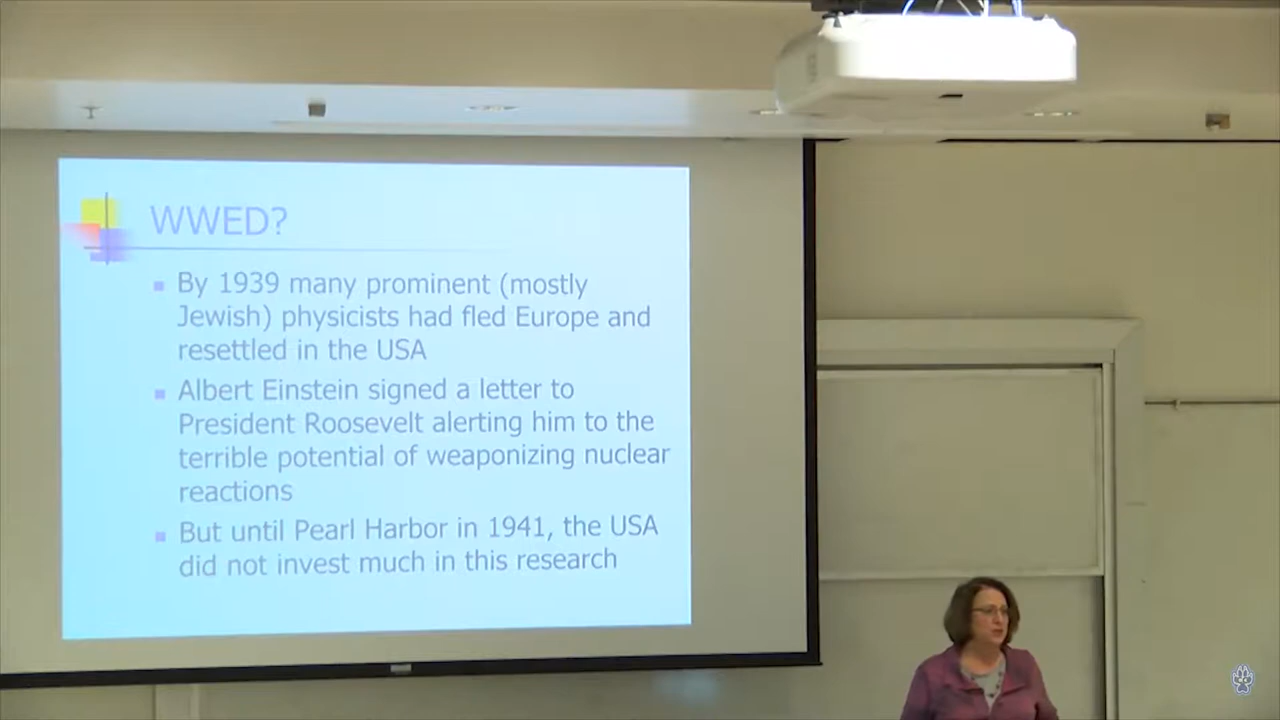 WWED?
By 1939 many prominent (mostly
Jewish) physicists had fled Europe and
resettled in the USA
Albert Einstein signed a letter to
President Roosevelt alerting him to the
terrible potential of weaponizing nuclear
reactions
But until Pearl Harbor in 1941, the USA
did not invest much in this research